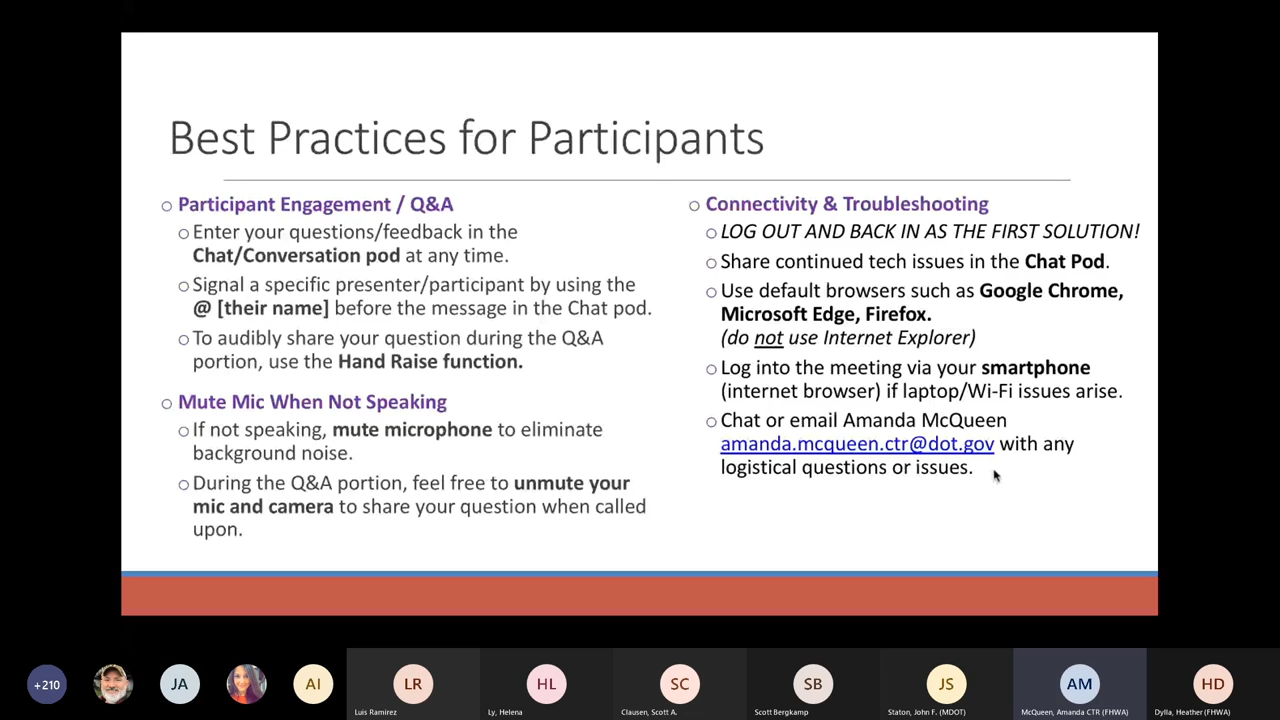 Best Practices for Participants
Participant Engagement / Q&A
Enter your questions/feedback in the
Chat/Conversation pod at any time.
Signal a specific presenter/participant by using the
@ [their name] before the message in the Chat pod.
To audibly share your question during the Q&A
portion, use the Hand Raise function.
Mute Mic When Not Speaking
If not speaking, mute microphone to eliminate
background noise.
During the Q&A portion, feel free to unmute your
mic and camera to share your question when called
upon.
Connectivity & Troubleshooting
LOG OUT AND BACK IN AS THE FIRST SOLUTION!
Share continued tech issues in the Chat Pod.
Use default browsers such as Google Chrome,
Microsoft Edge, Firefox.
(do not use Internet Explorer)
Log into the meeting via your smartphone
(internet browser) if laptop/Wi-Fi issues arise.
Chat or email Amanda McQueen
amanda.mcqueen.ctr@dot.gov with any
logistical questions or issues.
+210
JA
AI
LR
HL
SC
SB
JS
AM
HD
Luis Ramirez
Ly, Helena
Clausen, Scott A.
Scott Bergkamp
Staton, John F. (MDOT)
McQueen, Amanda CTR (FHWA)
Dylla, Heather (FHWA)